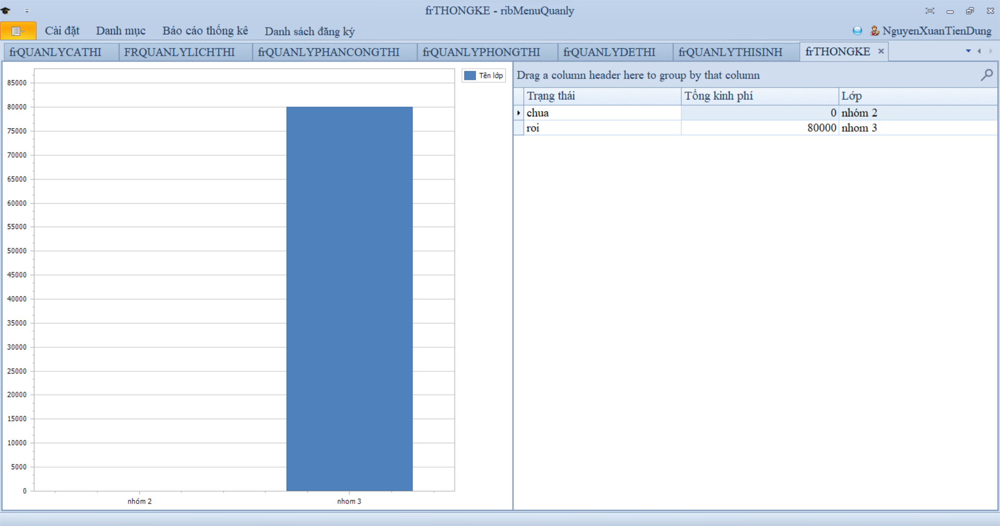 frTHONGKE - ribMenuQuanly
Cài đặt Danh mục Báo cáo thống kê Danh sách đăng ký NguyenXuanTienDung
frQUANLYCATHI FRQUANLYLICHTHI frQUANLYPHANCONGTHI frQUANLYPHONGTHI frQUANLYDETHI frQUANLYTHISINH frTHONGKE
85000
80000
75000
70000
65000
60000
55000
50000
45000
40000
35000
30000
25000
20000
15000
10000
5000
0
nhóm 2 nhom 3
Tên lớp
Drag a column header here to group by that column
Trạng thái Tổng kinh phí Lớp
chua 0 nhóm 2
roi 80000 nhom 3